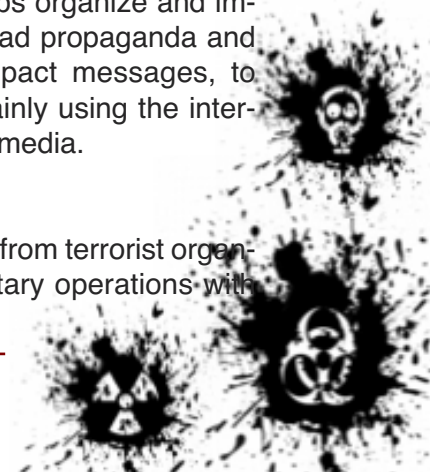 ps organize and im-
ad propaganda and
pact messages, to
ainly using the inter-
media.
from terrorist organ-
tary operations with